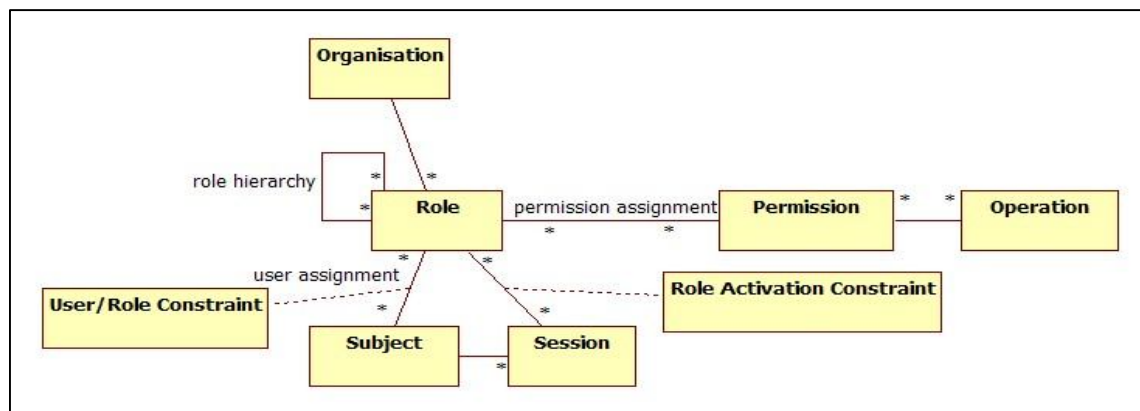 Organisation
role hierarchy
*
*
*
Role
permission assignment
*
*
Permission
*
*
Operation
*
user assignment
*
User/Role Constraint
Role Activation Constraint
*
*
Subject
*
Session